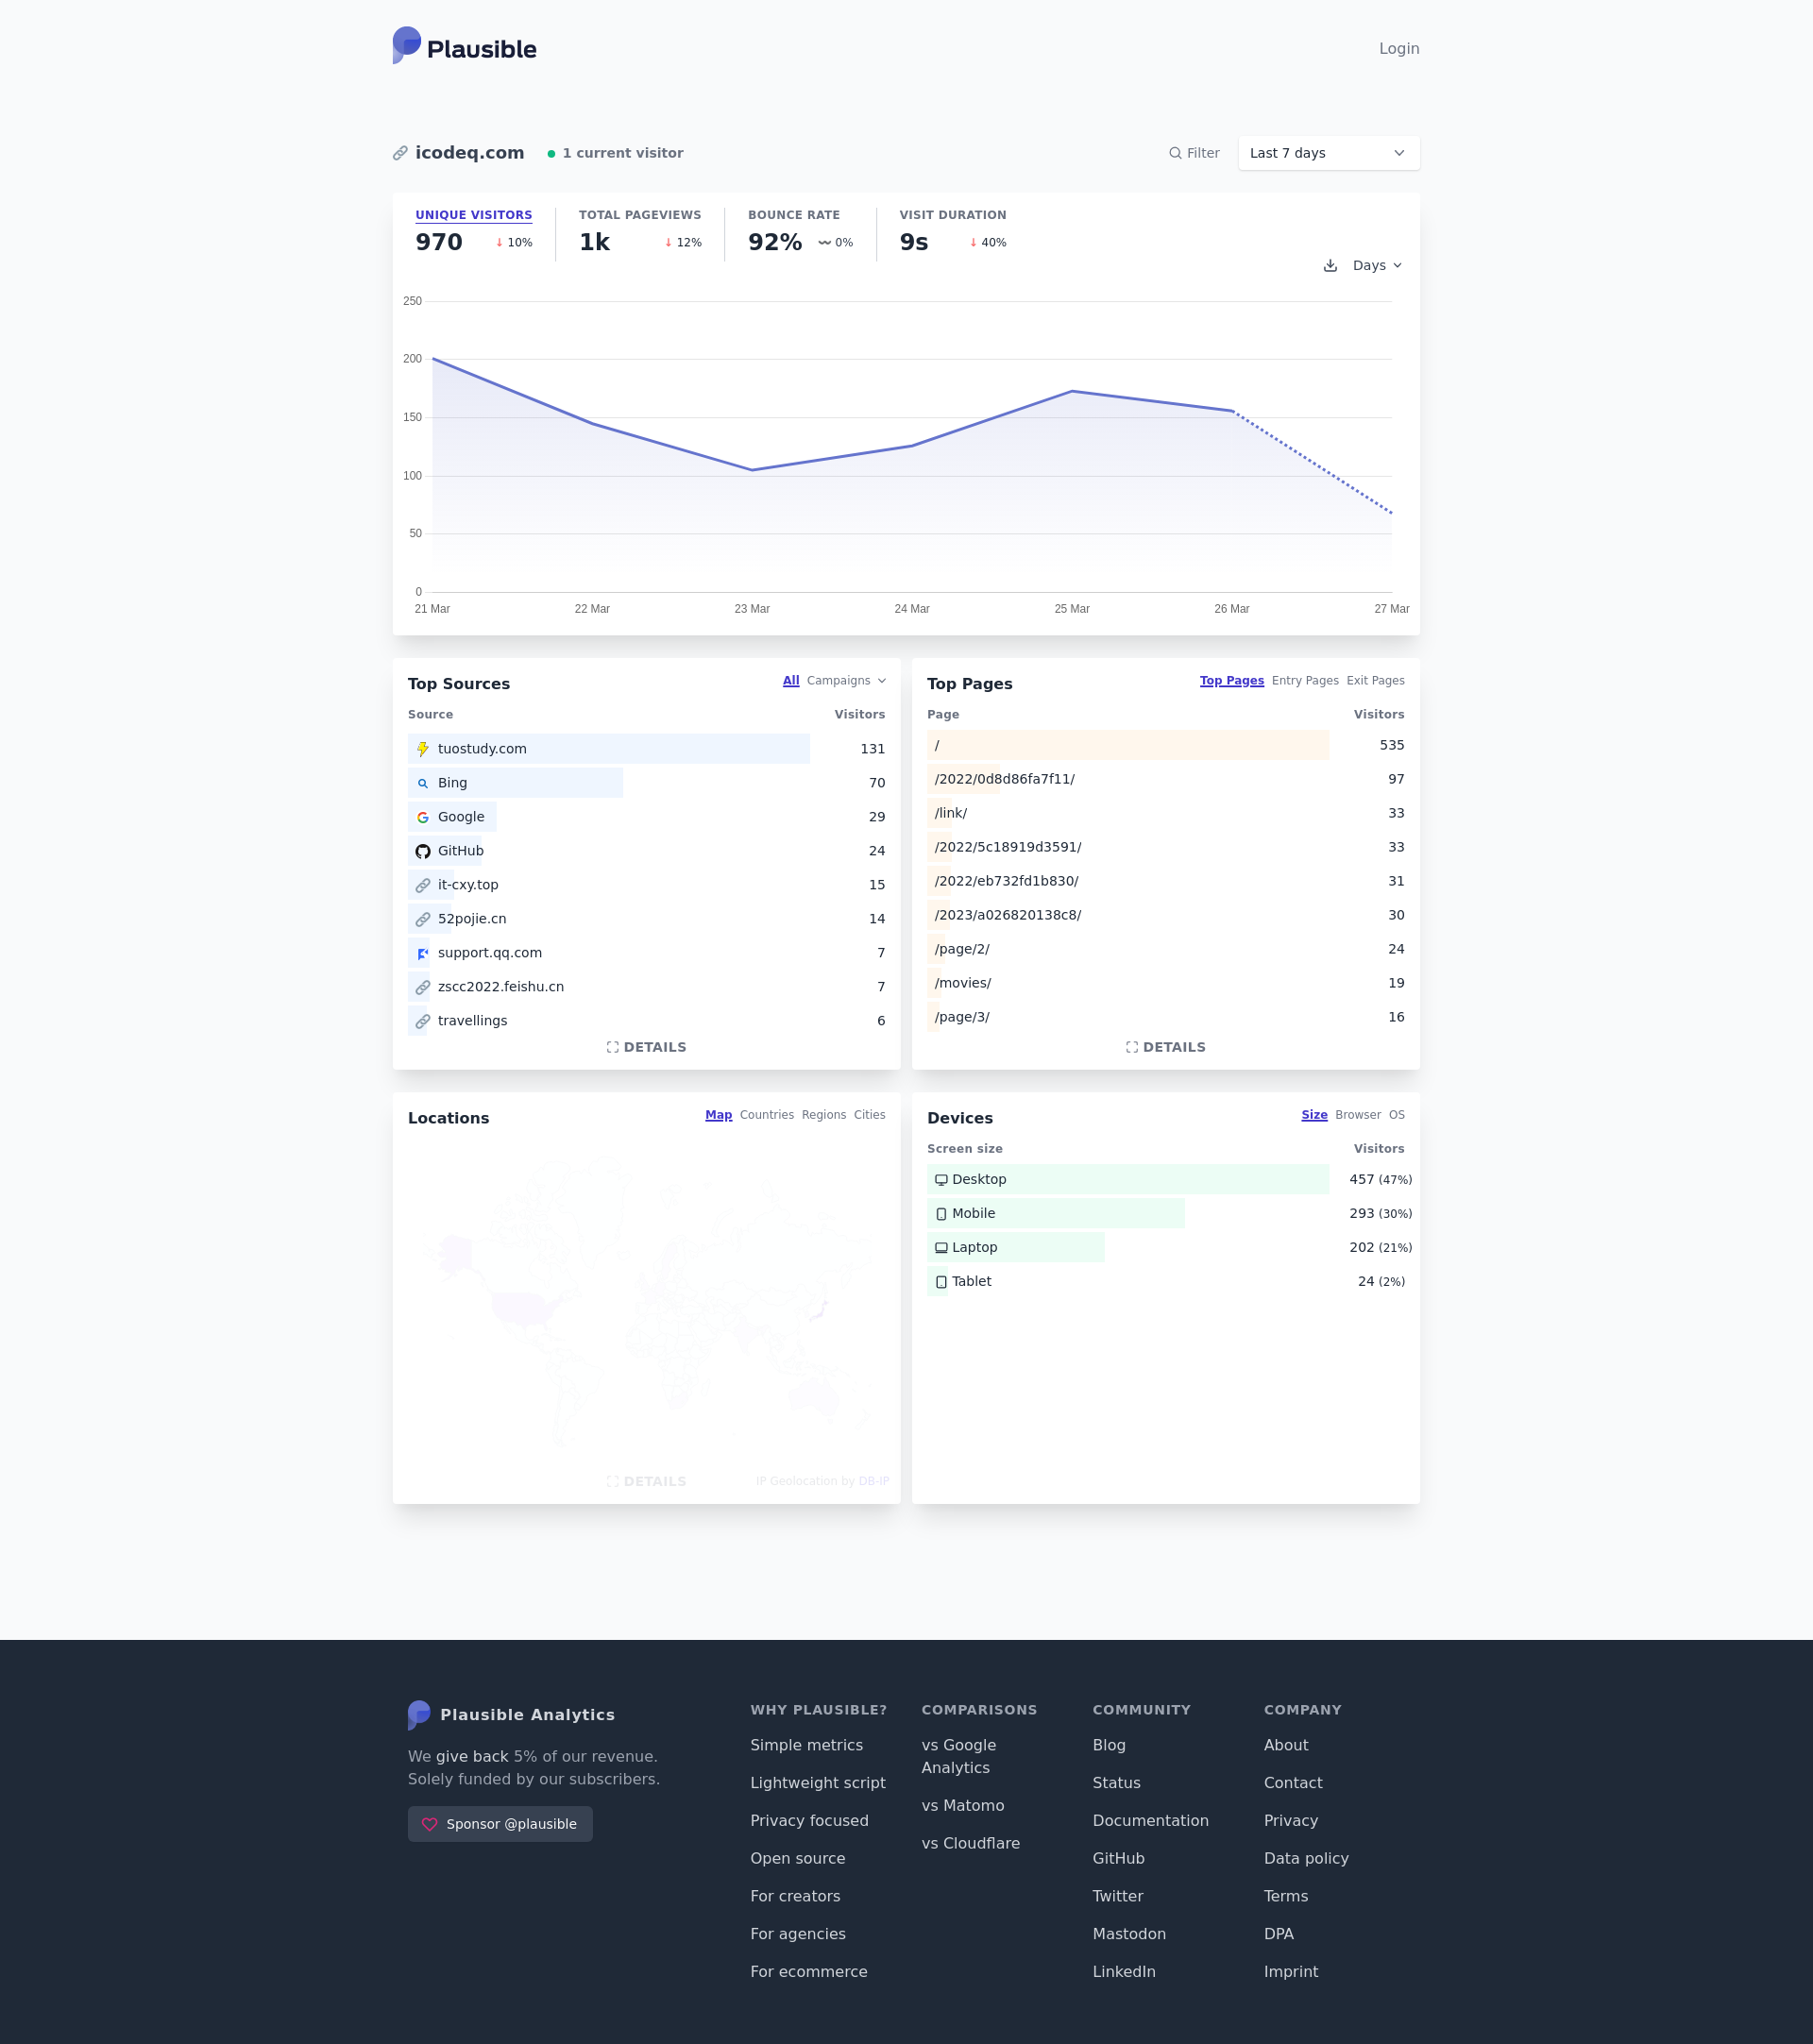 Plausible
Login
icodeq.com
1 current visitor
Filter
Last 7 days
UNIQUE VISITORS
970
↓ 10%
TOTAL PAGEVIEWS
1k
↓ 12%
BOUNCE RATE
92%
〰 0%
VISIT DURATION
9s
↓ 40%
Days
250
200
150
100
50
0
21 Mar
22 Mar
23 Mar
24 Mar
25 Mar
26 Mar
27 Mar
Top Sources
All Campaigns
Source Visitors
tuostudy.com 131
Bing 70
Google 29
GitHub 24
it-cxy.top 15
52pojie.cn 14
support.qq.com 7
zscc2022.feishu.cn 7
travellings 6
DETAILS
Top Pages
Top Pages Entry Pages Exit Pages
Page Visitors
/ 535
/2022/0d8d86fa7f11/ 97
/link/ 33
/2022/5c18919d3591/ 33
/2022/eb732fd1b830/ 31
/2023/a026820138c8/ 30
/page/2/ 24
/movies/ 19
/page/3/ 16
DETAILS
Locations
Map Countries Regions Cities
DETAILS
IP Geolocation by DB-IP
Devices
Size Browser OS
Screen size Visitors
Desktop 457 (47%)
Mobile 293 (30%)
Laptop 202 (21%)
Tablet 24 (2%)
Plausible Analytics
We give back 5% of our revenue.
Solely funded by our subscribers.
Sponsor @plausible
WHY PLAUSIBLE?
Simple metrics
Lightweight script
Privacy focused
Open source
For creators
For agencies
For ecommerce
COMPARISONS
vs Google
Analytics
vs Matomo
vs Cloudflare
COMMUNITY
Blog
Status
Documentation
GitHub
Twitter
Mastodon
LinkedIn
COMPANY
About
Contact
Privacy
Data policy
Terms
DPA
Imprint